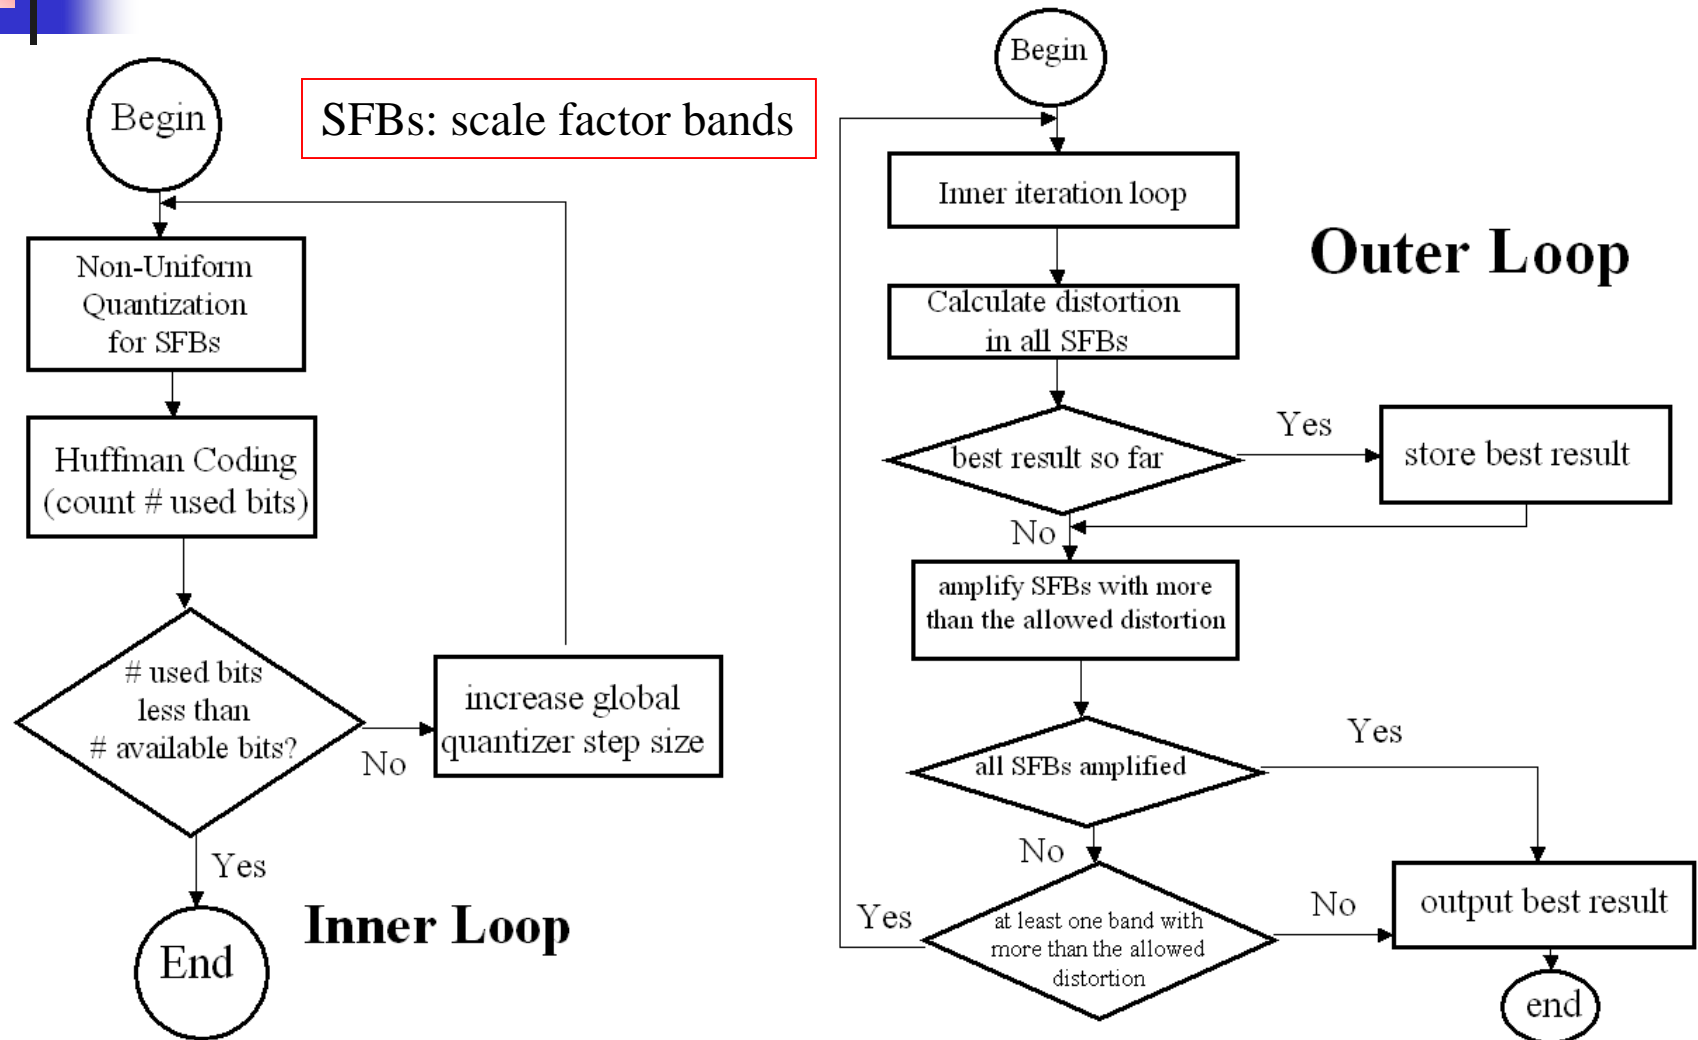 Begin
SFBs: scale factor bands
Non-Uniform
Quantization
for SFBs
Huffman Coding
(count # used bits)
# used bits
less than
# available bits?
No
increase global
quantizer step size
Yes
End
Inner Loop
Begin
Inner iteration loop
Outer Loop
Calculate distortion
in all SFBs
best result so far
Yes
store best result
No
amplify SFBs with more
than the allowed distortion
all SFBs amplified
Yes
No
at least one band with
more than the allowed
distortion
Yes
No
output best result
end